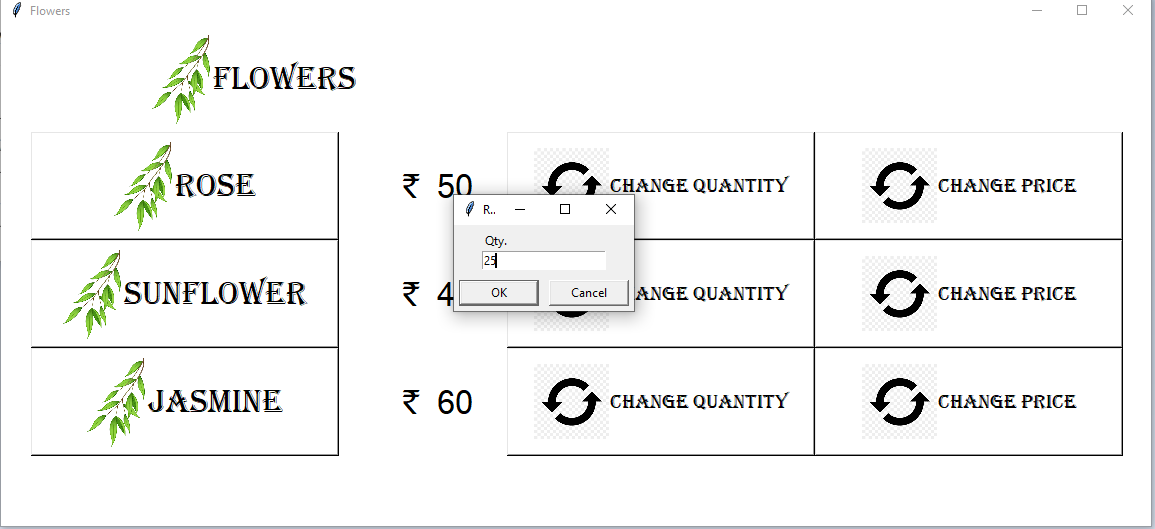 Flowers
FLOWERS
ROSE ₹ 50 CHANGE QUANTITY CHANGE PRICE
R..
Qty.
25
OK Cancel
SUNFLOWER ₹ 4 ANGE QUANTITY CHANGE PRICE
JASMINE ₹ 60 CHANGE QUANTITY CHANGE PRICE